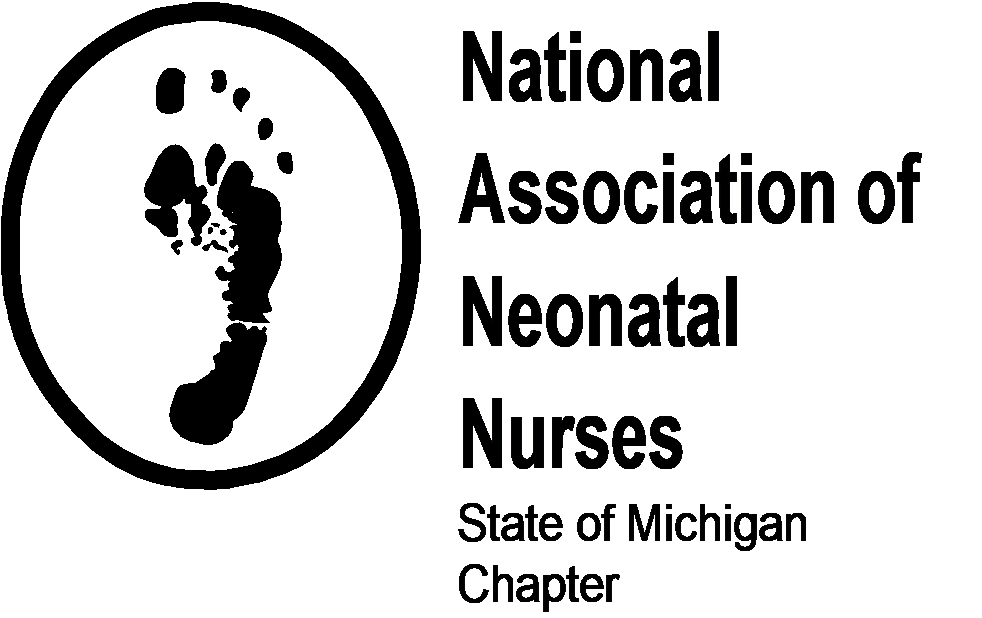 National
Association of
Neonatal
Nurses
State of Michigan
Chapter